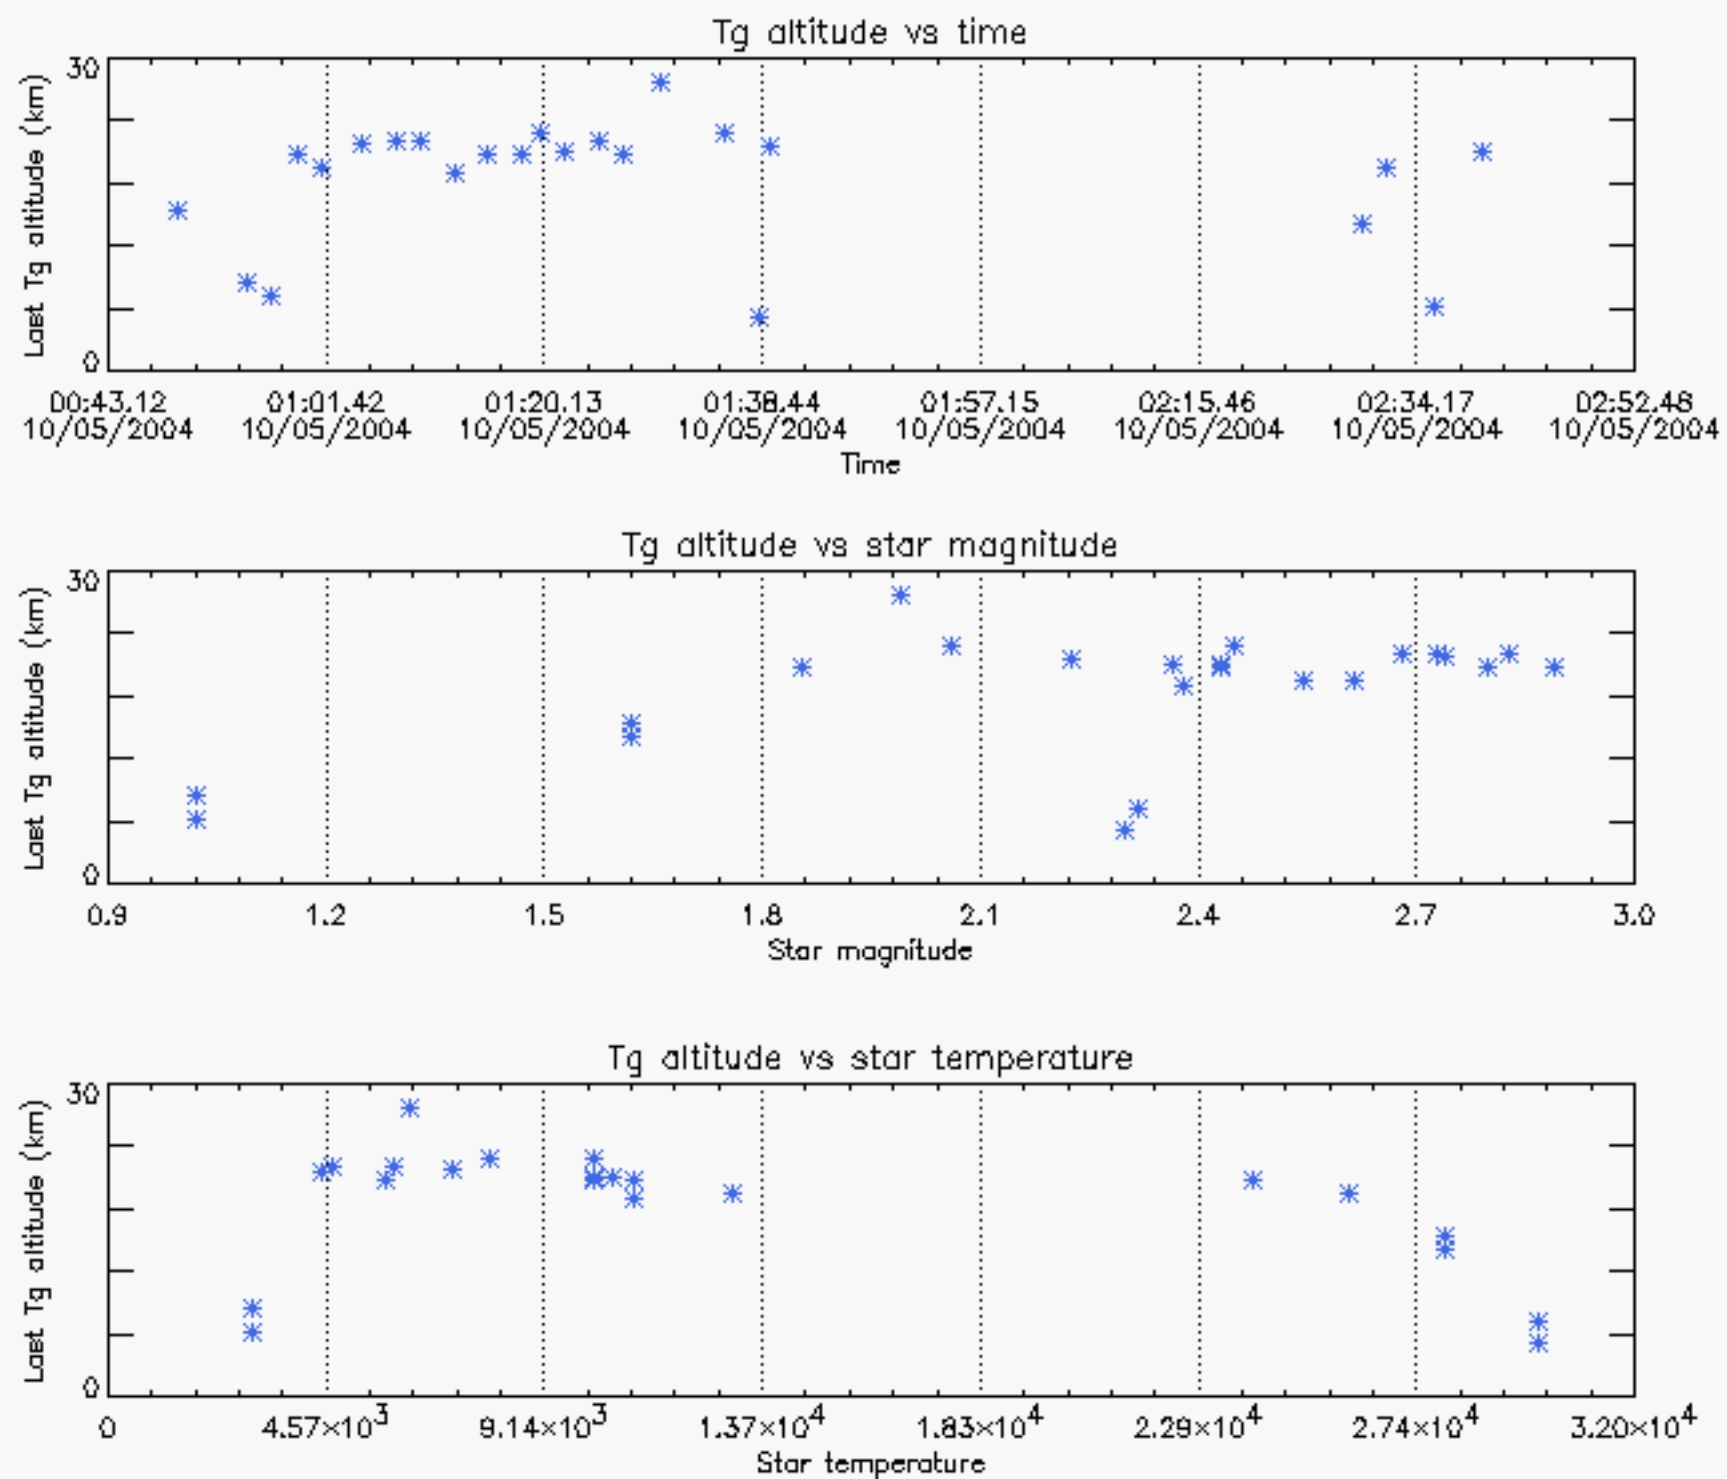 Tg altitude vs time
Last Tg altitude (km)
30
0
00:43.12 01:01.42 01:20.13 01:38.44 01:57.15 02:15.46 02:34.17 02:52.48
10/05/2004 10/05/2004 10/05/2004 10/05/2004 10/05/2004 10/05/2004 10/05/2004 10/05/2004
Time
Tg altitude vs star magnitude
Last Tg altitude (km)
30
0
0.9 1.2 1.5 1.8 2.1 2.4 2.7 3.0
Star magnitude
Tg altitude vs star temperature
Last Tg altitude (km)
30
0
0 4.57×10³ 9.14×10³ 1.37×10⁴ 1.83×10⁴ 2.29×10⁴ 2.74×10⁴ 3.20×10⁴
Star temperature